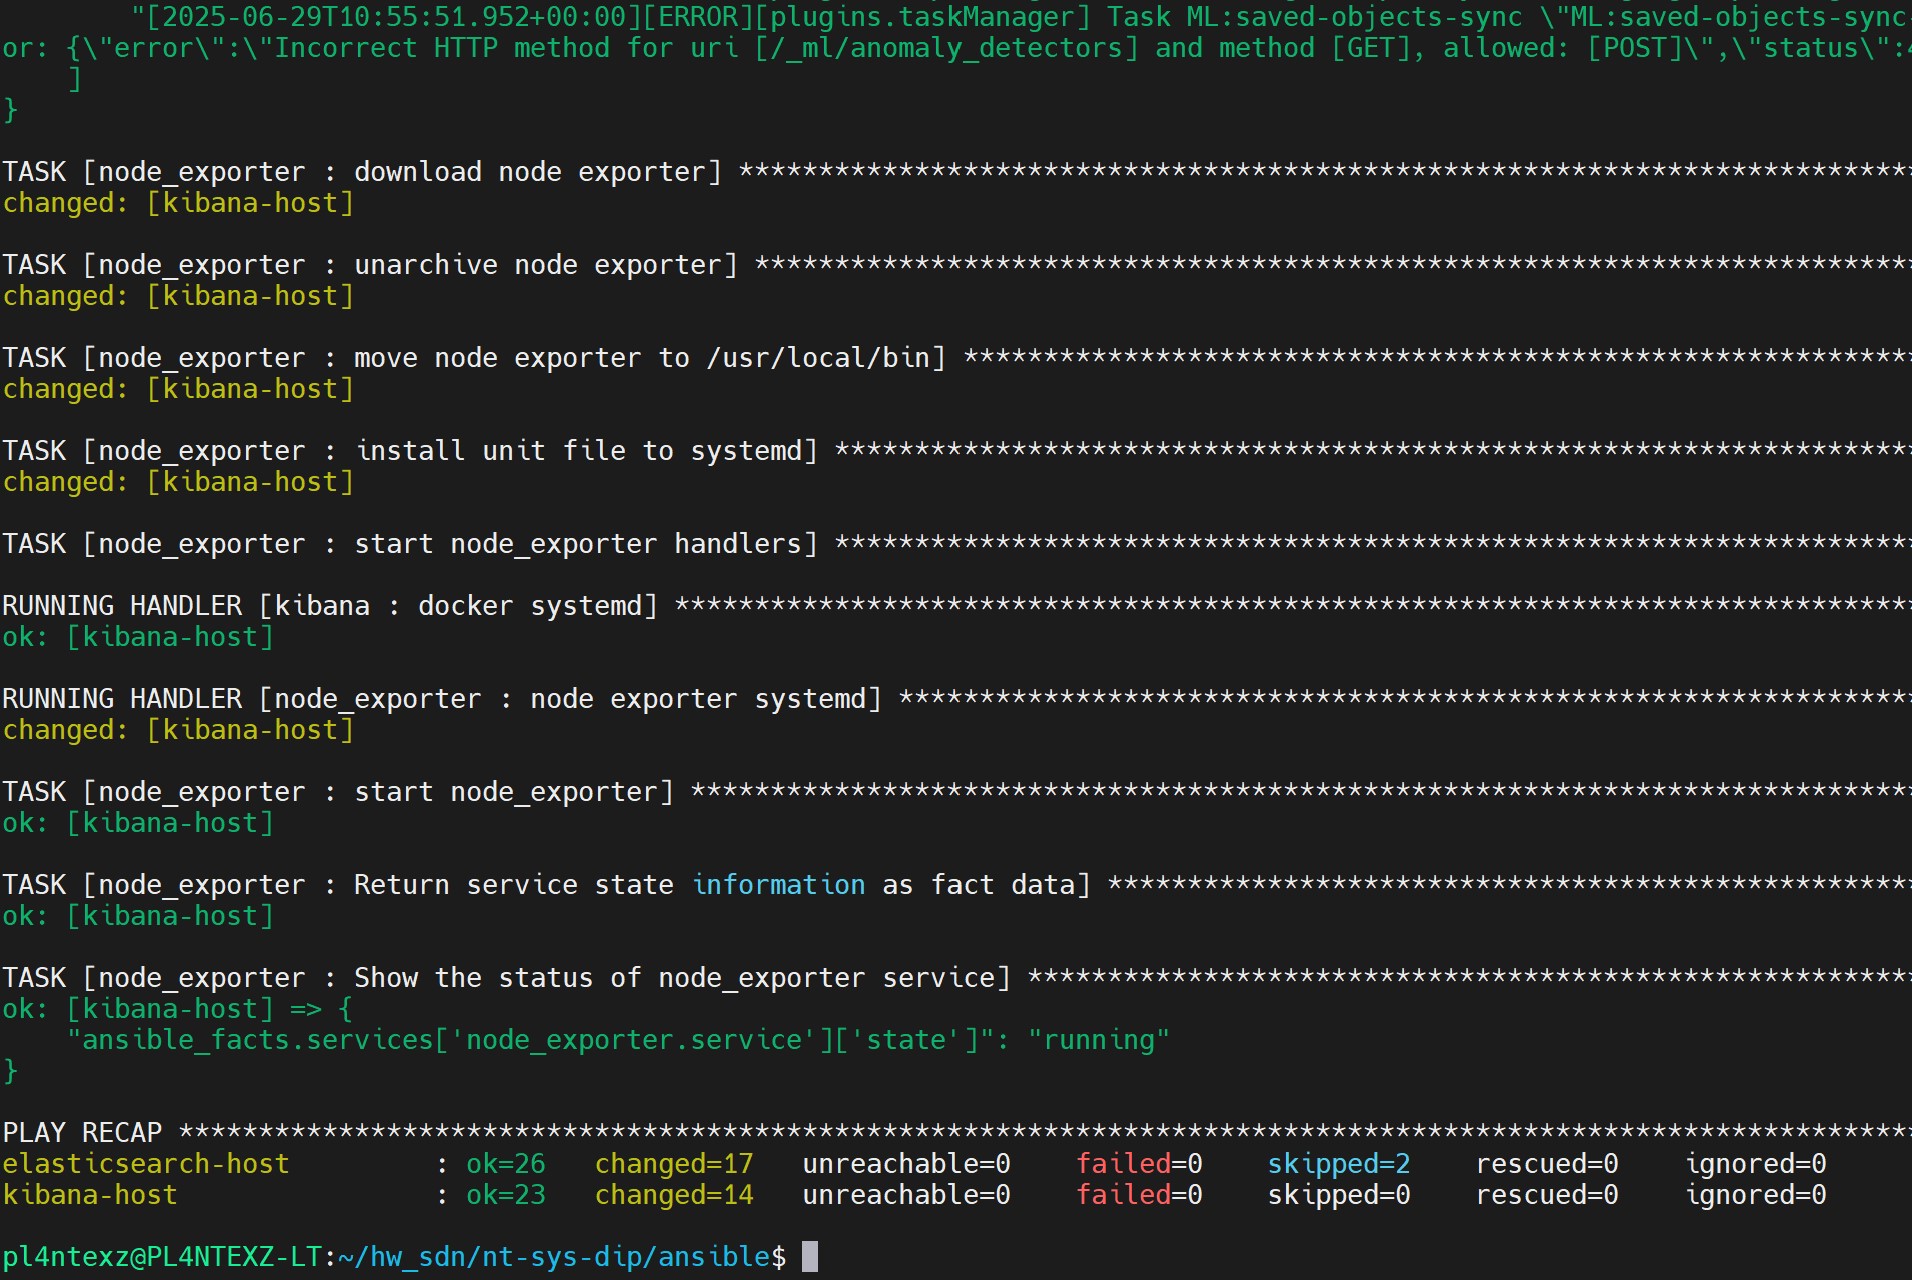 "[2025-06-29T10:55:51.952+00:00][ERROR][plugins.taskManager] Task ML:saved-objects-sync \"ML:saved-objects-sync-
or: {\"error\":\"Incorrect HTTP method for uri [/_ml/anomaly_detectors] and method [GET], allowed: [POST]\",\"status\":4
]
}
TASK [node_exporter : download node exporter] **************************************************************************
changed: [kibana-host]
TASK [node_exporter : unarchive node exporter] *************************************************************************
changed: [kibana-host]
TASK [node_exporter : move node exporter to /usr/local/bin] ************************************************************
changed: [kibana-host]
TASK [node_exporter : install unit file to systemd] ********************************************************************
changed: [kibana-host]
TASK [node_exporter : start node_exporter handlers] ********************************************************************
RUNNING HANDLER [kibana : docker systemd] ******************************************************************************
ok: [kibana-host]
RUNNING HANDLER [node_exporter : node exporter systemd] ****************************************************************
changed: [kibana-host]
TASK [node_exporter : start node_exporter] *****************************************************************************
ok: [kibana-host]
TASK [node_exporter : Return service state information as fact data] ***************************************************
ok: [kibana-host]
TASK [node_exporter : Show the status of node_exporter service] ********************************************************
ok: [kibana-host] => {
"ansible_facts.services['node_exporter.service']['state']": "running"
}
PLAY RECAP *************************************************************************************************************
elasticsearch-host : ok=26 changed=17 unreachable=0 failed=0 skipped=2 rescued=0 ignored=0
kibana-host : ok=23 changed=14 unreachable=0 failed=0 skipped=0 rescued=0 ignored=0
pl4ntexz@PL4NTEXZ-LT:~/hw_sdn/nt-sys-dip/ansible$